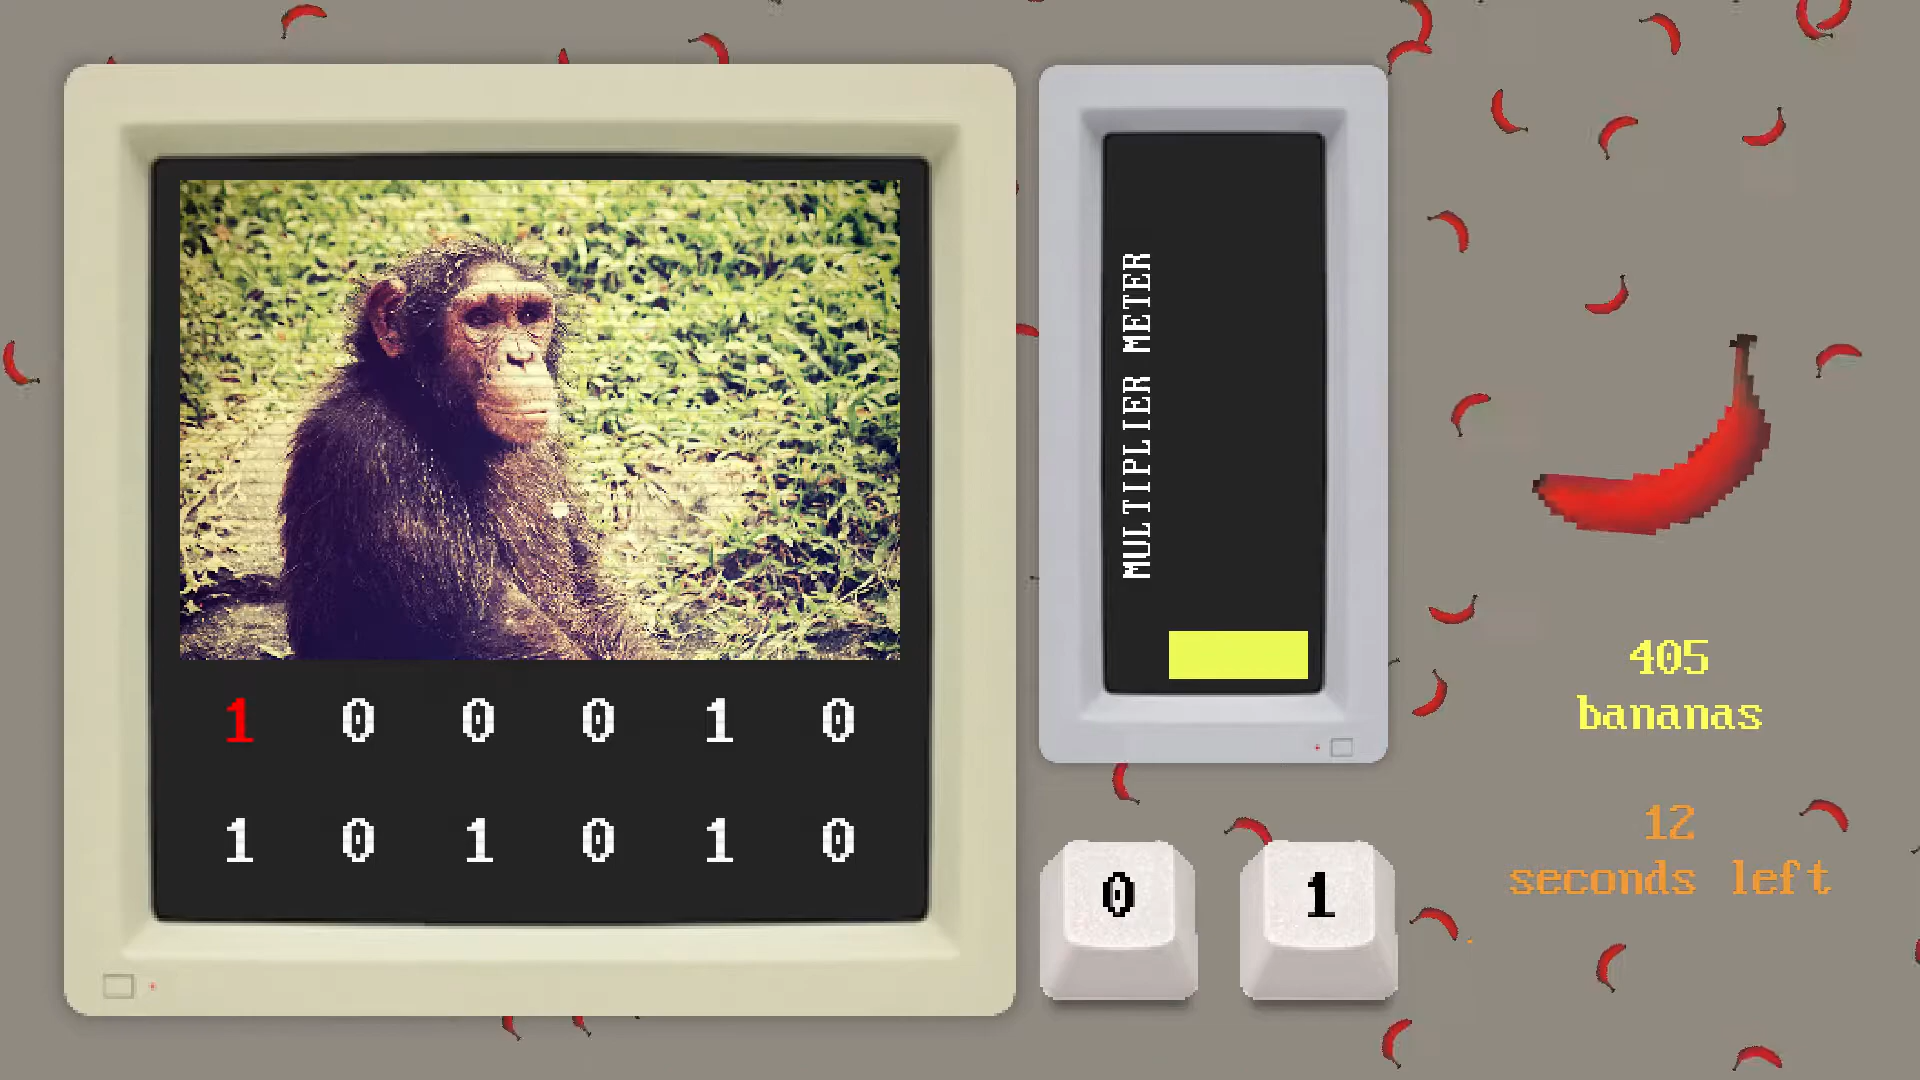 1 0 0 0 1 0
1 0 1 0 1 0
MULTIPLIER METER
0 1
405
bananas
12
seconds left